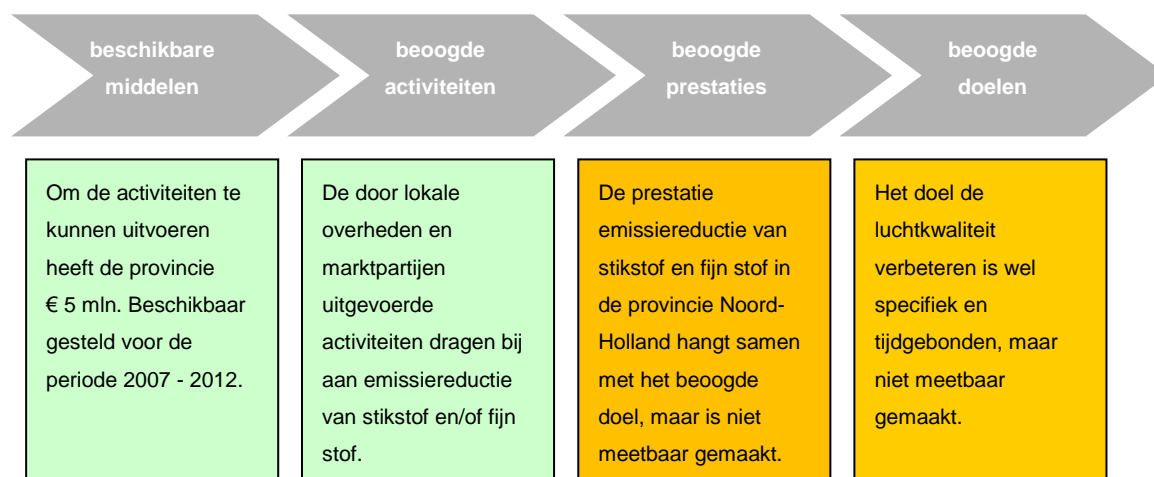 beschikbare
middelen
beoogde
activiteiten
beoogde
prestaties
beoogde
doelen
Om de activiteiten te
kunnen uitvoeren
heeft de provincie
€ 5 mln. Beschikbaar
gesteld voor de
periode 2007 - 2012.
De door lokale
overheden en
marktpartijen
uitgevoerde
activiteiten dragen bij
aan emissiereductie
van stikstof en/of fijn
stof.
De prestatie
emissiereductie van
stikstof en fijn stof in
de provincie Noord-
Holland hangt samen
met het beoogde
doel, maar is niet
meetbaar gemaakt.
Het doel de
luchtkwaliteit
verbeteren is wel
specifiek en
tijdgebonden, maar
niet meetbaar
gemaakt.